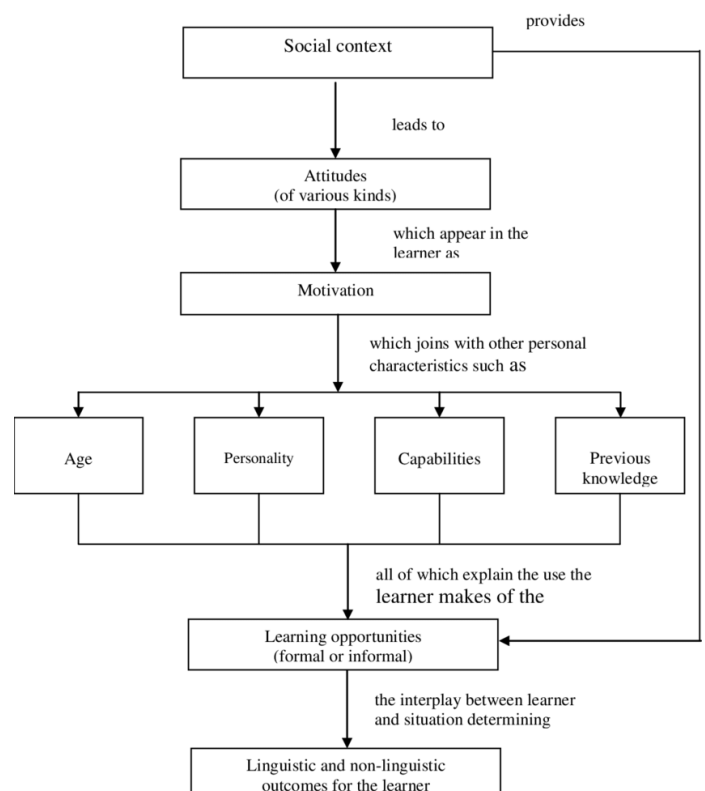 provides
Social context
leads to
Attitudes
(of various kinds)
which appear in the
learner as
Motivation
which joins with other personal
characteristics such as
Age
Personality
Capabilities
Previous
knowledge
all of which explain the use the
learner makes of the
Learning opportunities
(formal or informal)
the interplay between learner
and situation determining
Linguistic and non-linguistic
outcomes for the learner